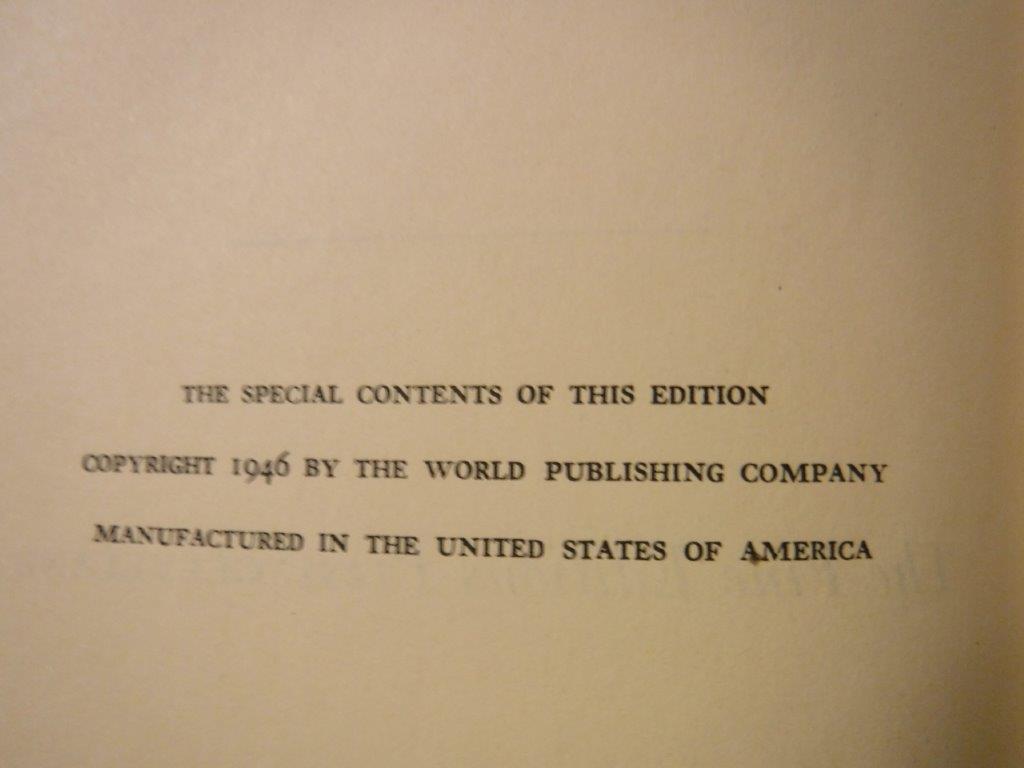 THE SPECIAL CONTENTS OF THIS EDITION
COPYRIGHT 1946 BY THE WORLD PUBLISHING COMPANY
MANUFACTURED IN THE UNITED STATES OF AMERICA